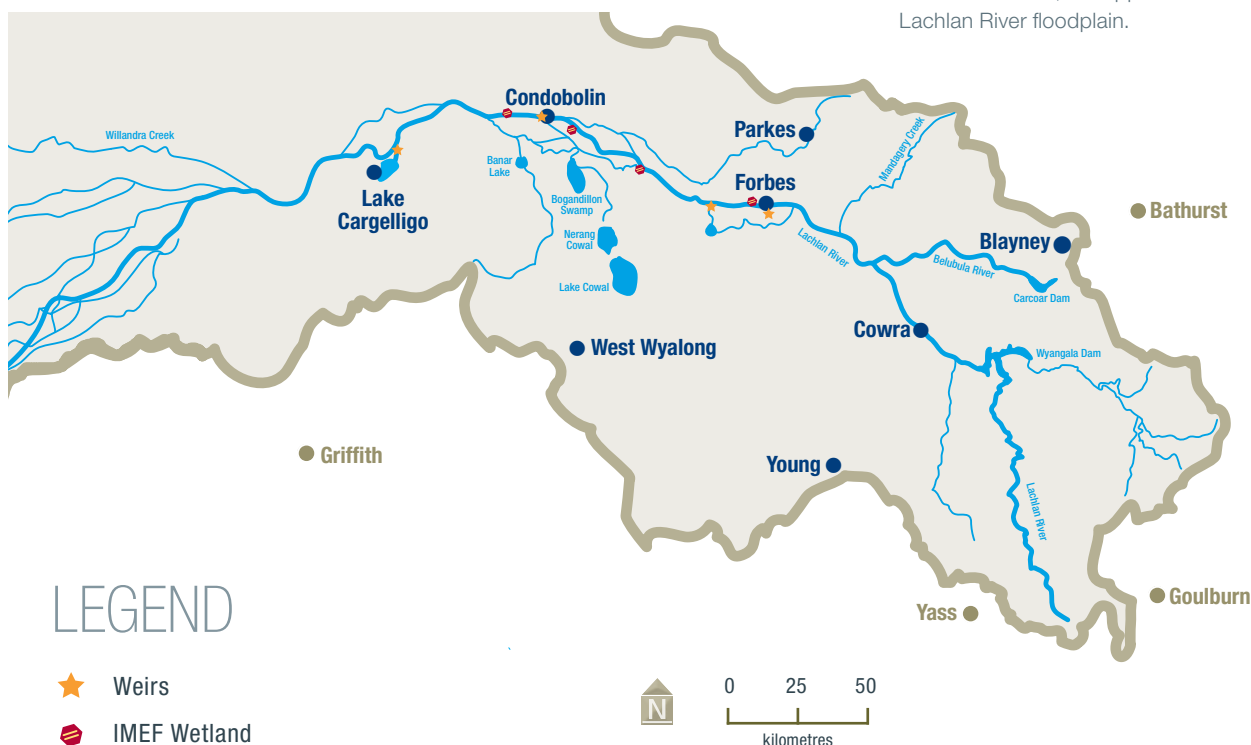 Lachlan River floodplain.
Condobolin
Parkes
Mandagery Creek
Willandra Creek
Banar
Lake
Forbes
Lake
Cargelligo
Bogandillon
Swamp
Bathurst
Nerang
Cowal
Lachlan River
Blayney
Belubula River
Lake Cowal
Carcoar Dam
Cowra
West Wyalong
Wyangala Dam
Griffith
Young
Lachlan River
Goulburn
Yass
LEGEND
Weirs
IMEF Wetland
N
0 25 50
kilometres